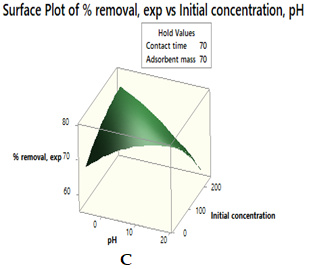 Surface Plot of % removal, exp vs Initial concentration, pH
Hold Values
Contact time 70
Adsorbent mass 70
80
% removal, exp 70
60
200
100
Initial concentration
0
0
10
20
pH
C